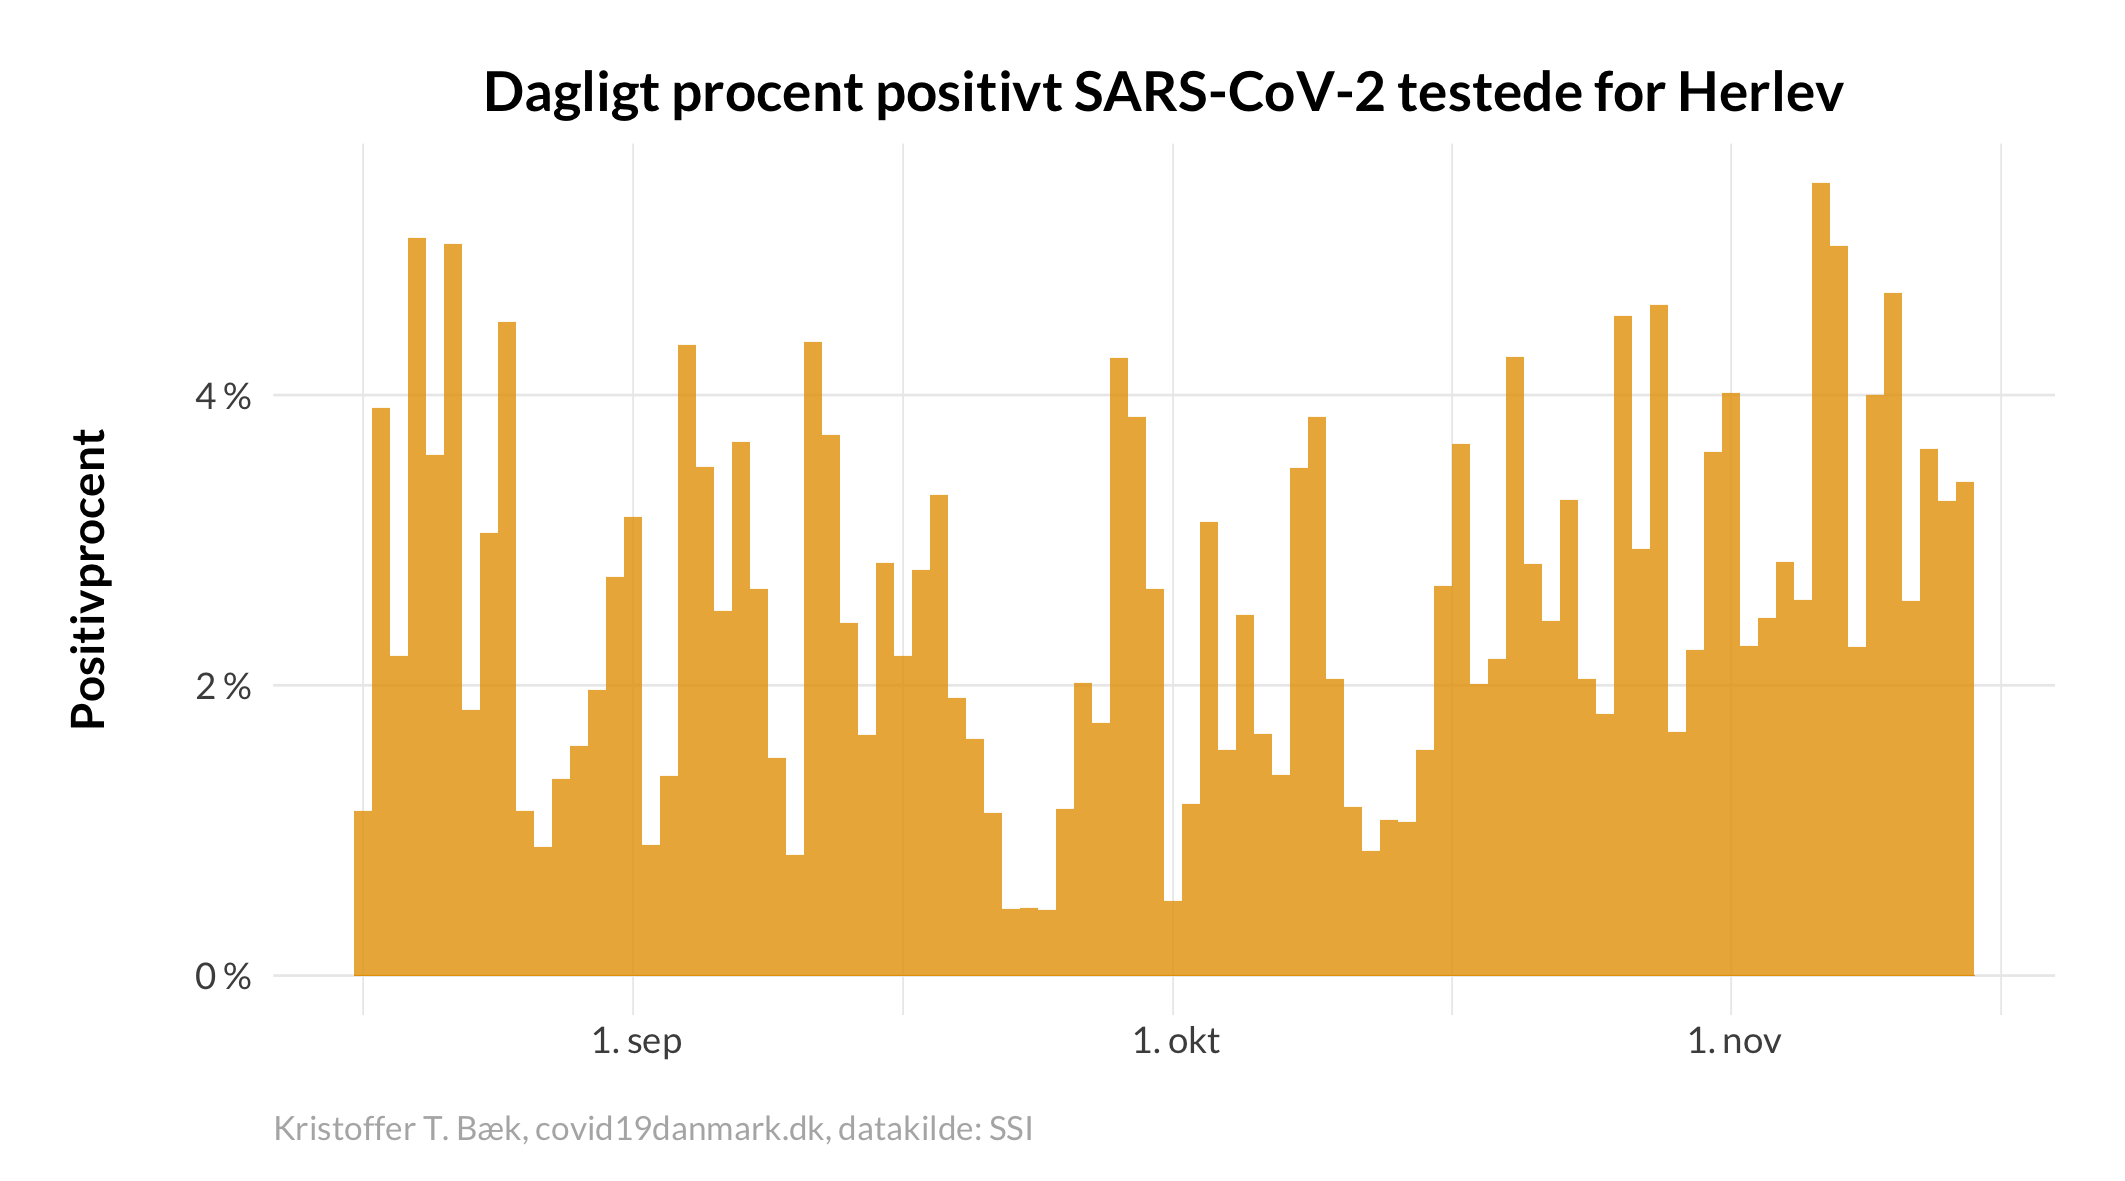 Dagligt procent positivt SARS-CoV-2 testede for Herlev
Positivprocent
4 %
2 %
0 %
1. sep
1. okt
1. nov
Kristoffer T. Bæk, covid19danmark.dk, datakilde: SSI